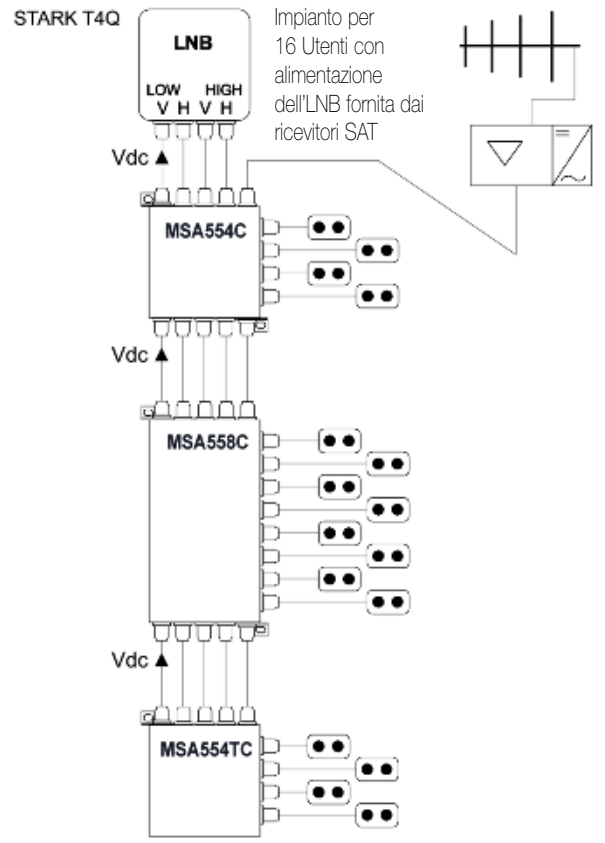 STARK T4Q
LNB
LOW HIGH
V H V H
Impianto per
16 Utenti con
alimentazione
dell'LNB fornita dai
ricevitori SAT
Vdc
MSA554C
Vdc
MSA558C
Vdc
MSA554TC